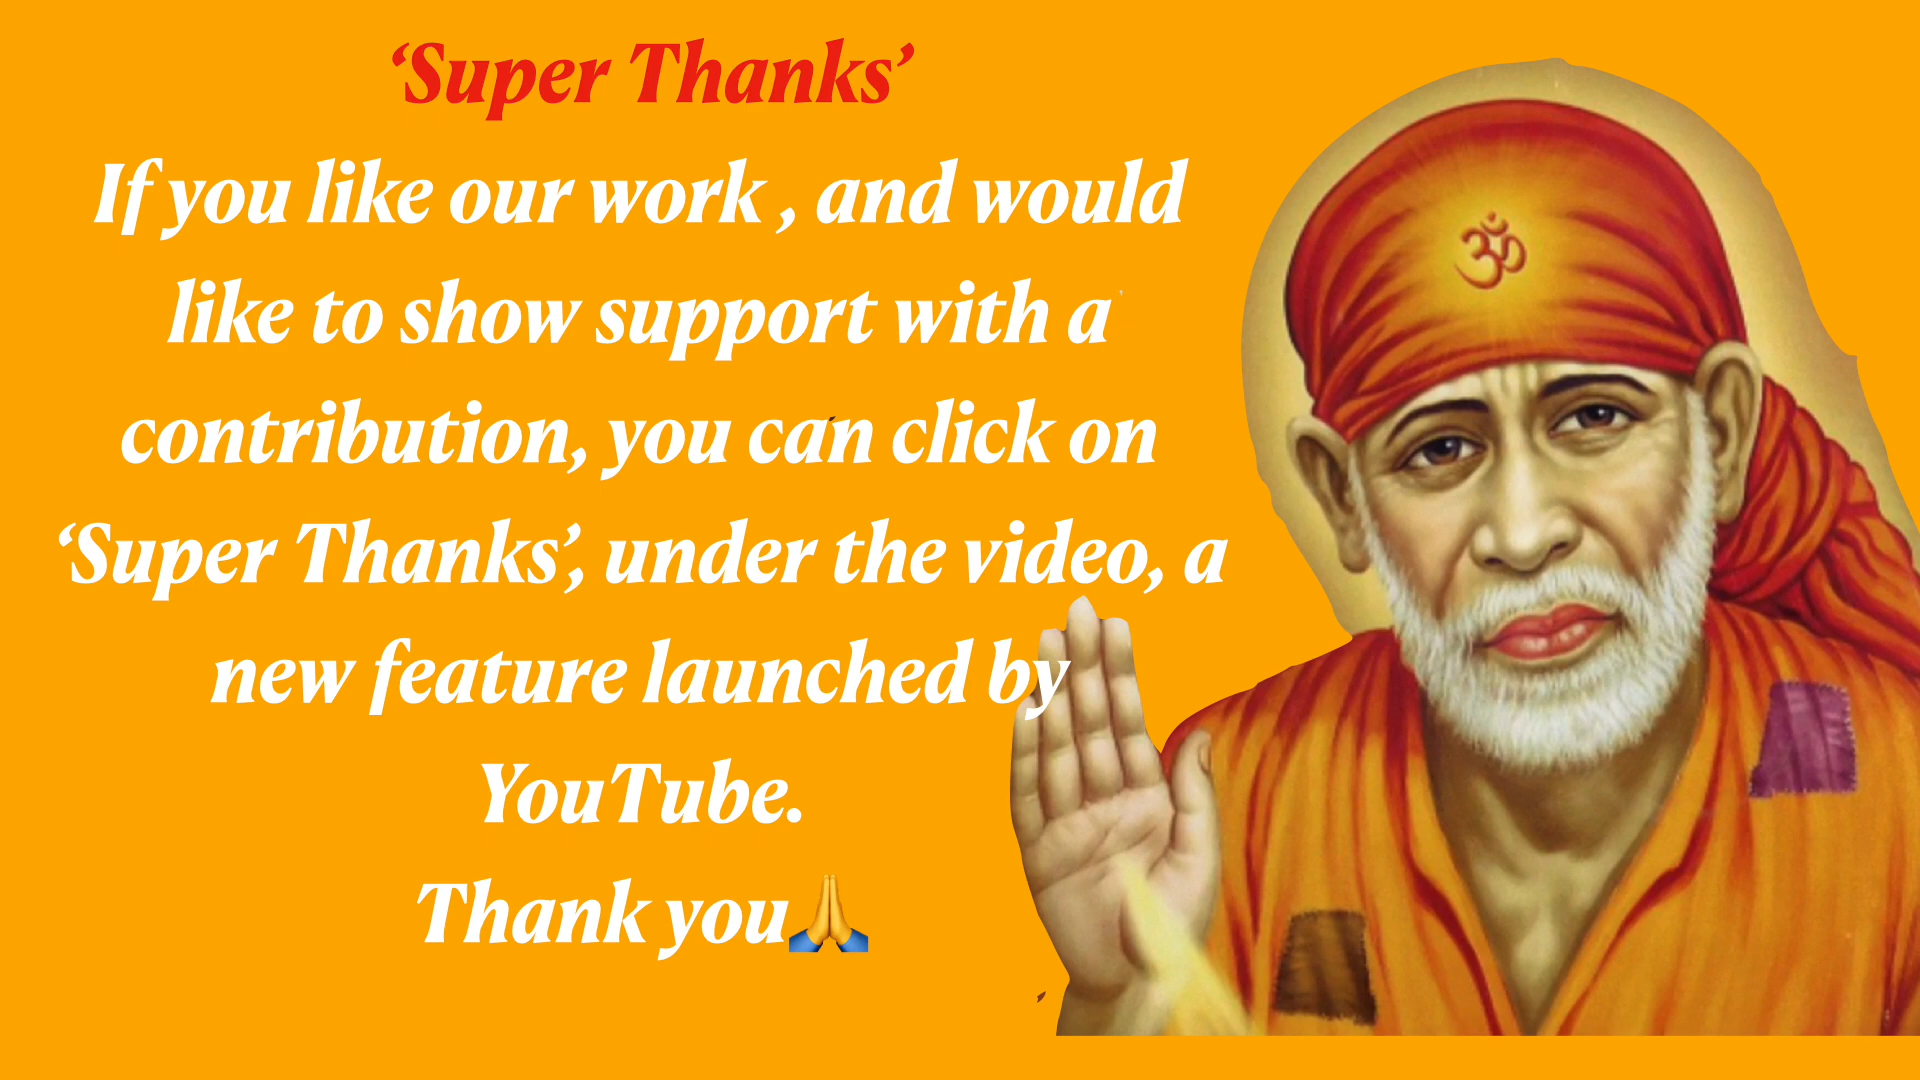 ‘Super Thanks’
If you like our work , and would
like to show support with a
contribution, you can click on
‘Super Thanks’, under the video, a
new feature launched by
YouTube.
Thank you🙏
ॐ